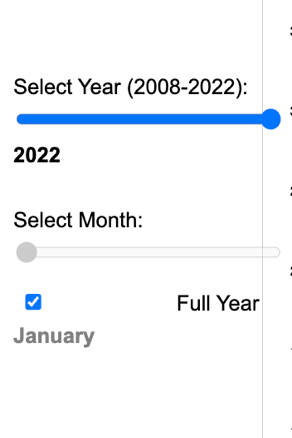 Select Year (2008-2022):
2022
Select Month:
Full Year
January